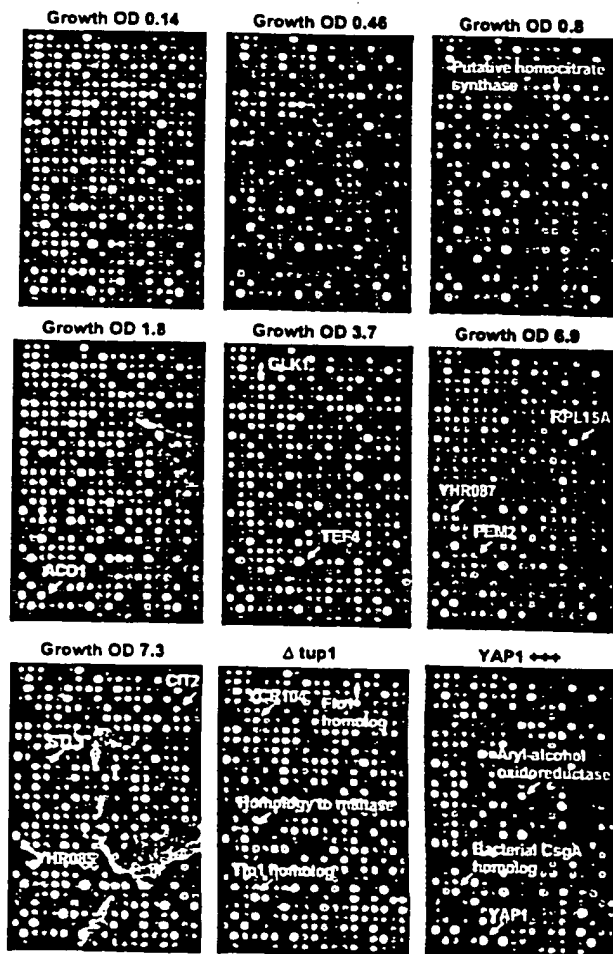 Growth OD 0.14
Growth OD 0.46
Growth OD 0.8
Putative homocitrate
synthase
Growth OD 1.8
Growth OD 3.7
Growth OD 6.9
GLK1
RPL15A
YHR087
PEM2
TEF4
ACO1
Growth OD 7.3
Δ tup1
YAP1 +++
CIT2
YCR104
Flo1
homolog
Aryl-alcohol
oxidoreductase
Homology to maltase
YHR085
homolog
Bacterial CsgA
homolog
YAP1